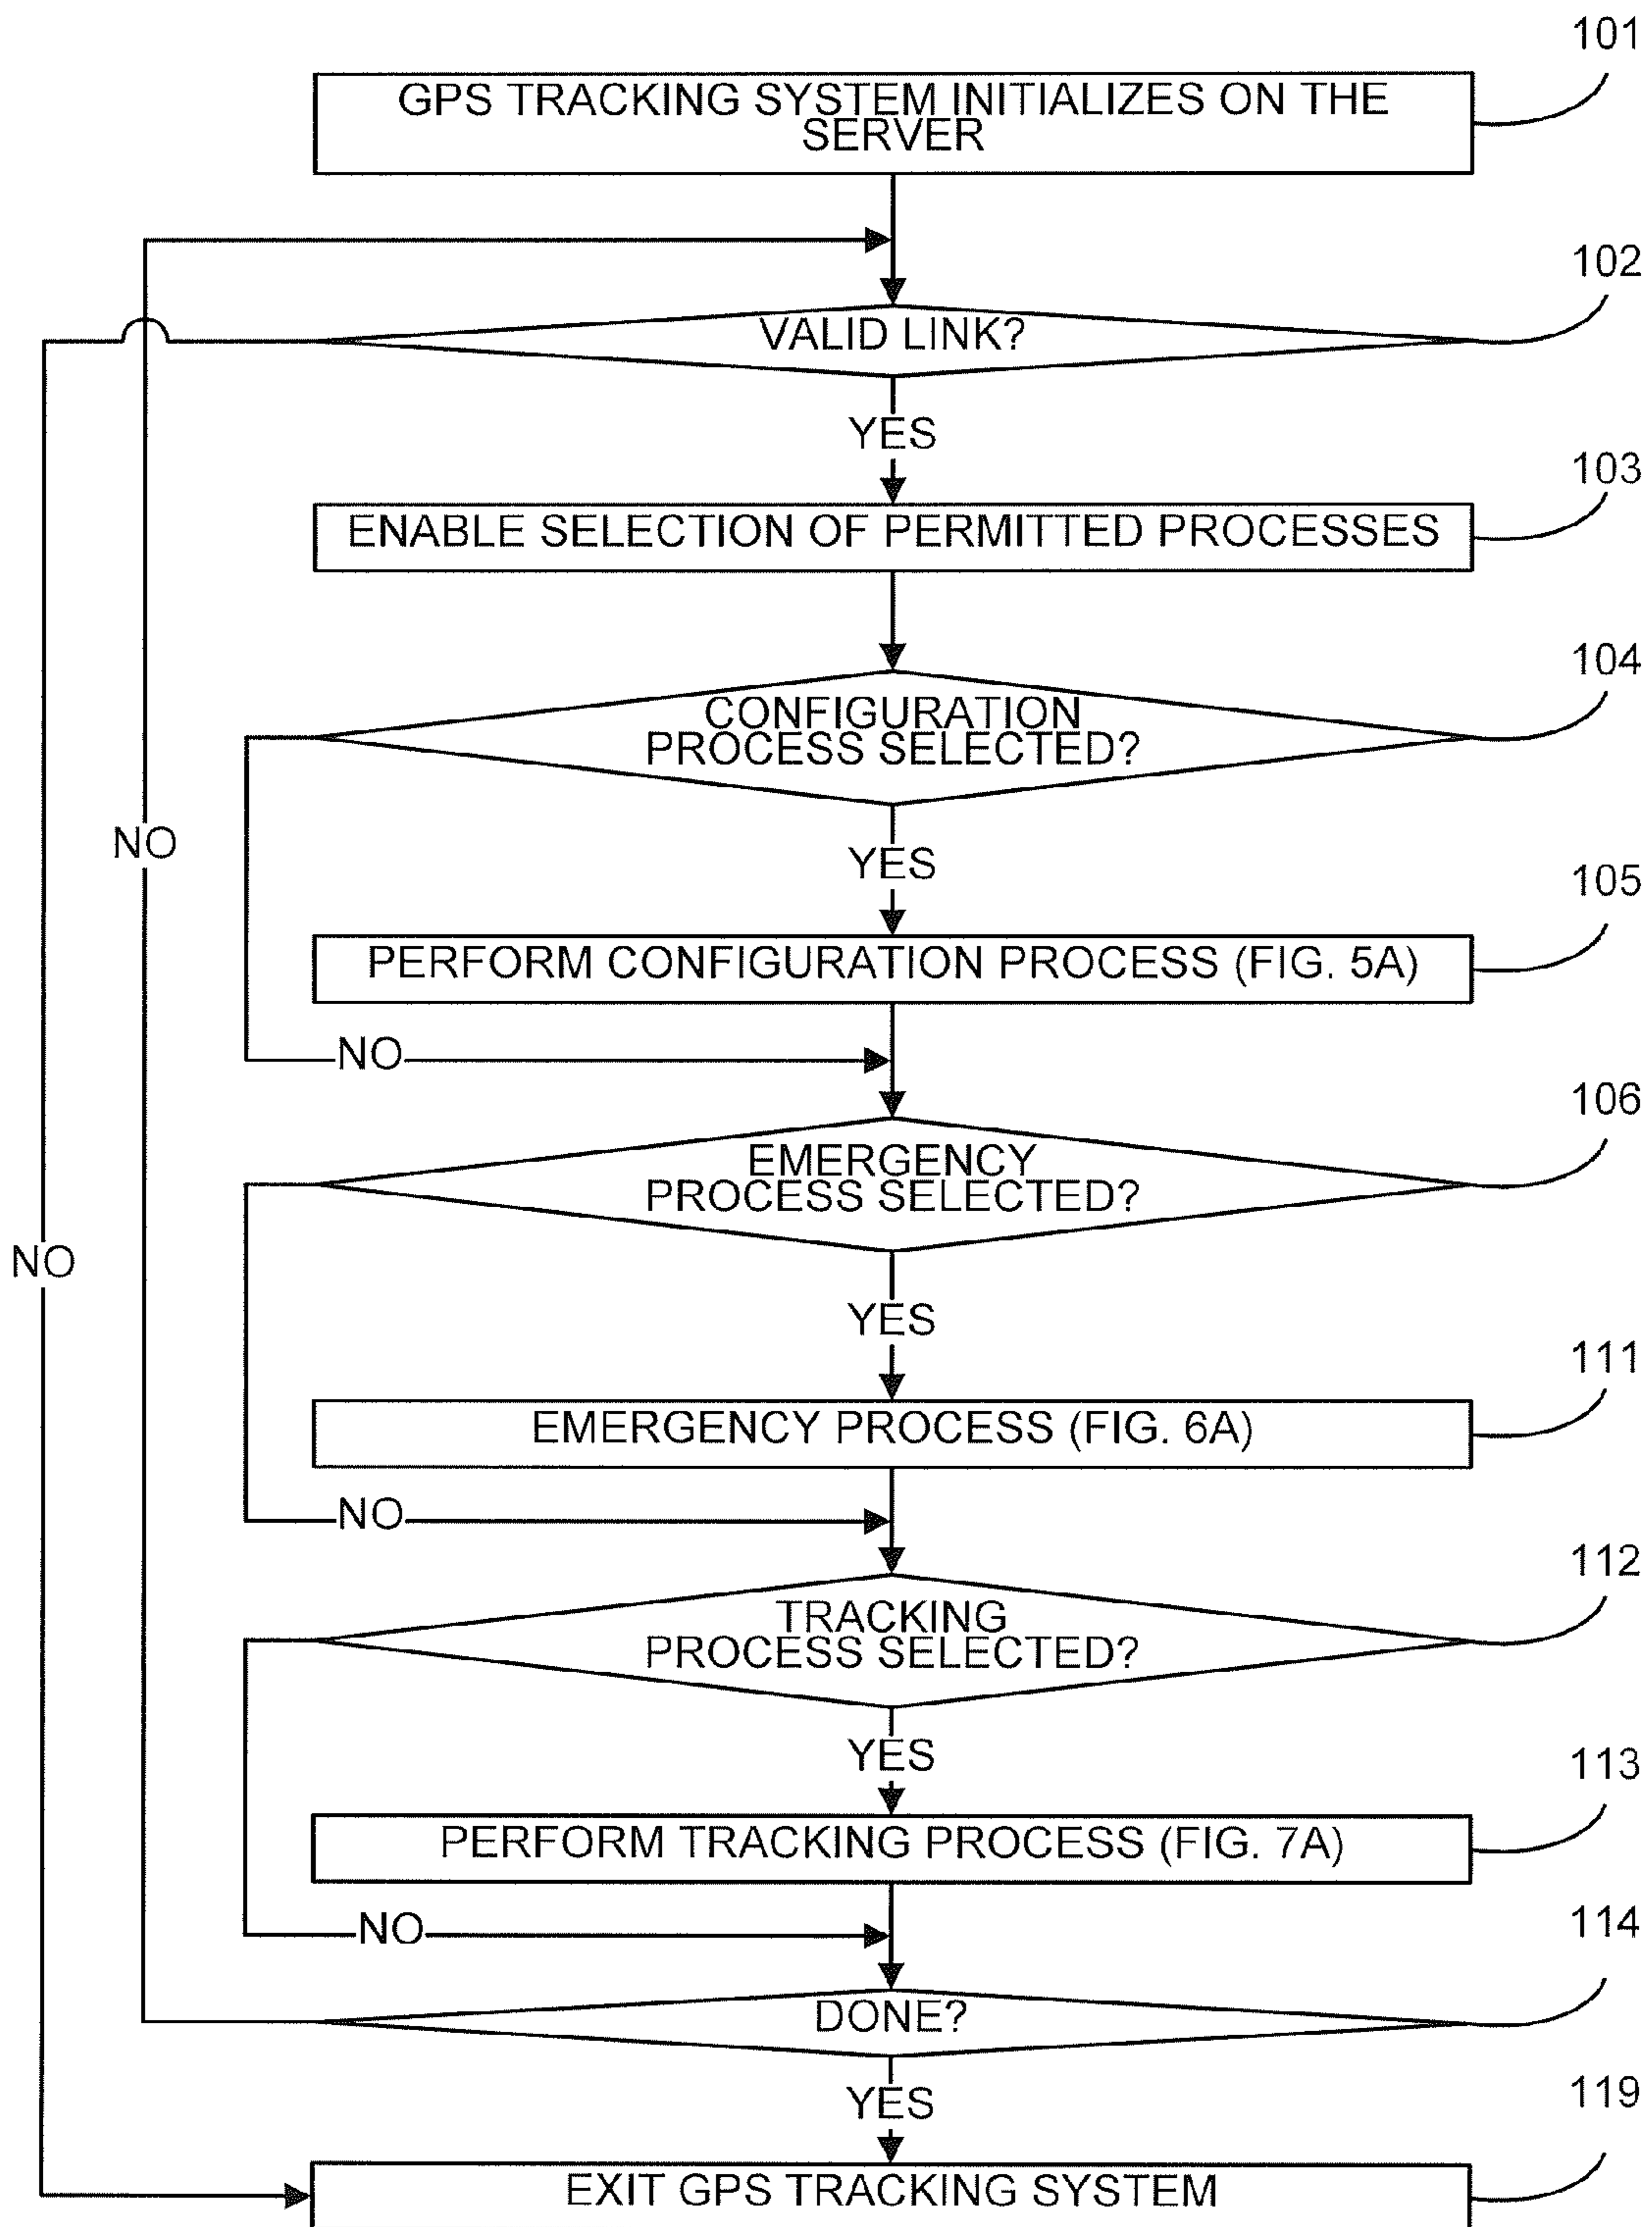 101
GPS TRACKING SYSTEM INITIALIZES ON THE
SERVER
102
VALID LINK?
YES
103
ENABLE SELECTION OF PERMITTED PROCESSES
104
CONFIGURATION
PROCESS SELECTED?
NO
YES
105
PERFORM CONFIGURATION PROCESS (FIG. 5A)
NO
106
EMERGENCY
PROCESS SELECTED?
NO
YES
111
EMERGENCY PROCESS (FIG. 6A)
NO
112
TRACKING
PROCESS SELECTED?
YES
113
PERFORM TRACKING PROCESS (FIG. 7A)
NO
114
DONE?
YES
119
EXIT GPS TRACKING SYSTEM